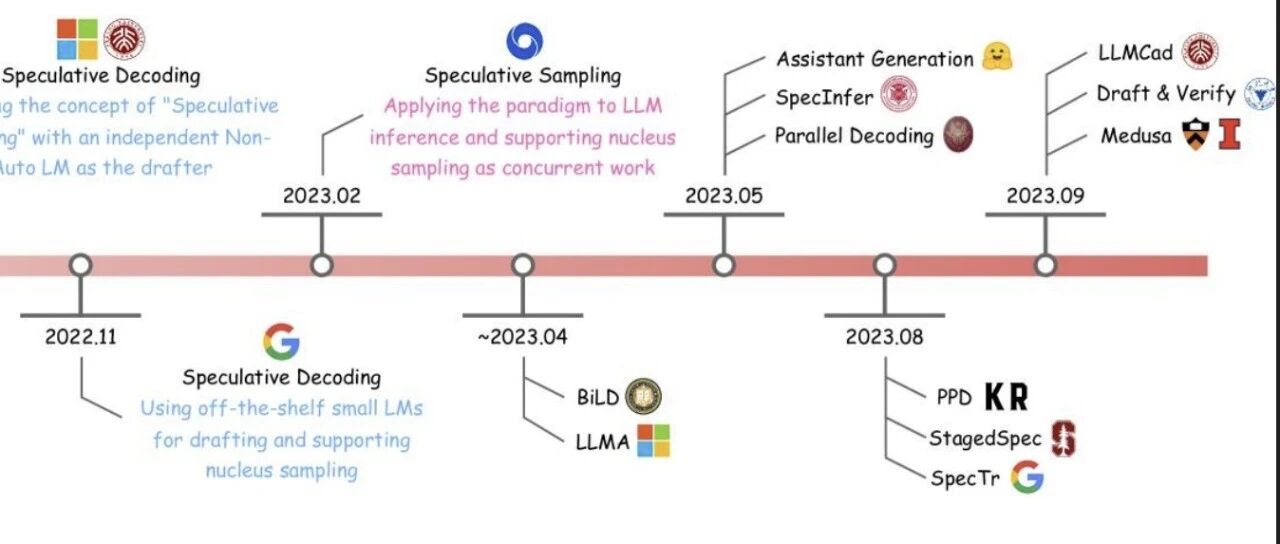 Speculative Decoding
ng the concept of "Speculative
ng" with an independent Non-
Auto LM as the drafter
2022.11
Speculative Decoding
Using off-the-shelf small LMs
for drafting and supporting
nucleus sampling
Speculative Sampling
Applying the paradigm to LLM
inference and supporting nucleus
sampling as concurrent work
2023.02
~2023.04
BiLD
LLMA
Assistant Generation
SpecInfer
Parallel Decoding
2023.05
2023.08
PPD KR
StagedSpec
SpecTr
LLMCad
Draft & Verify
Medusa
2023.09